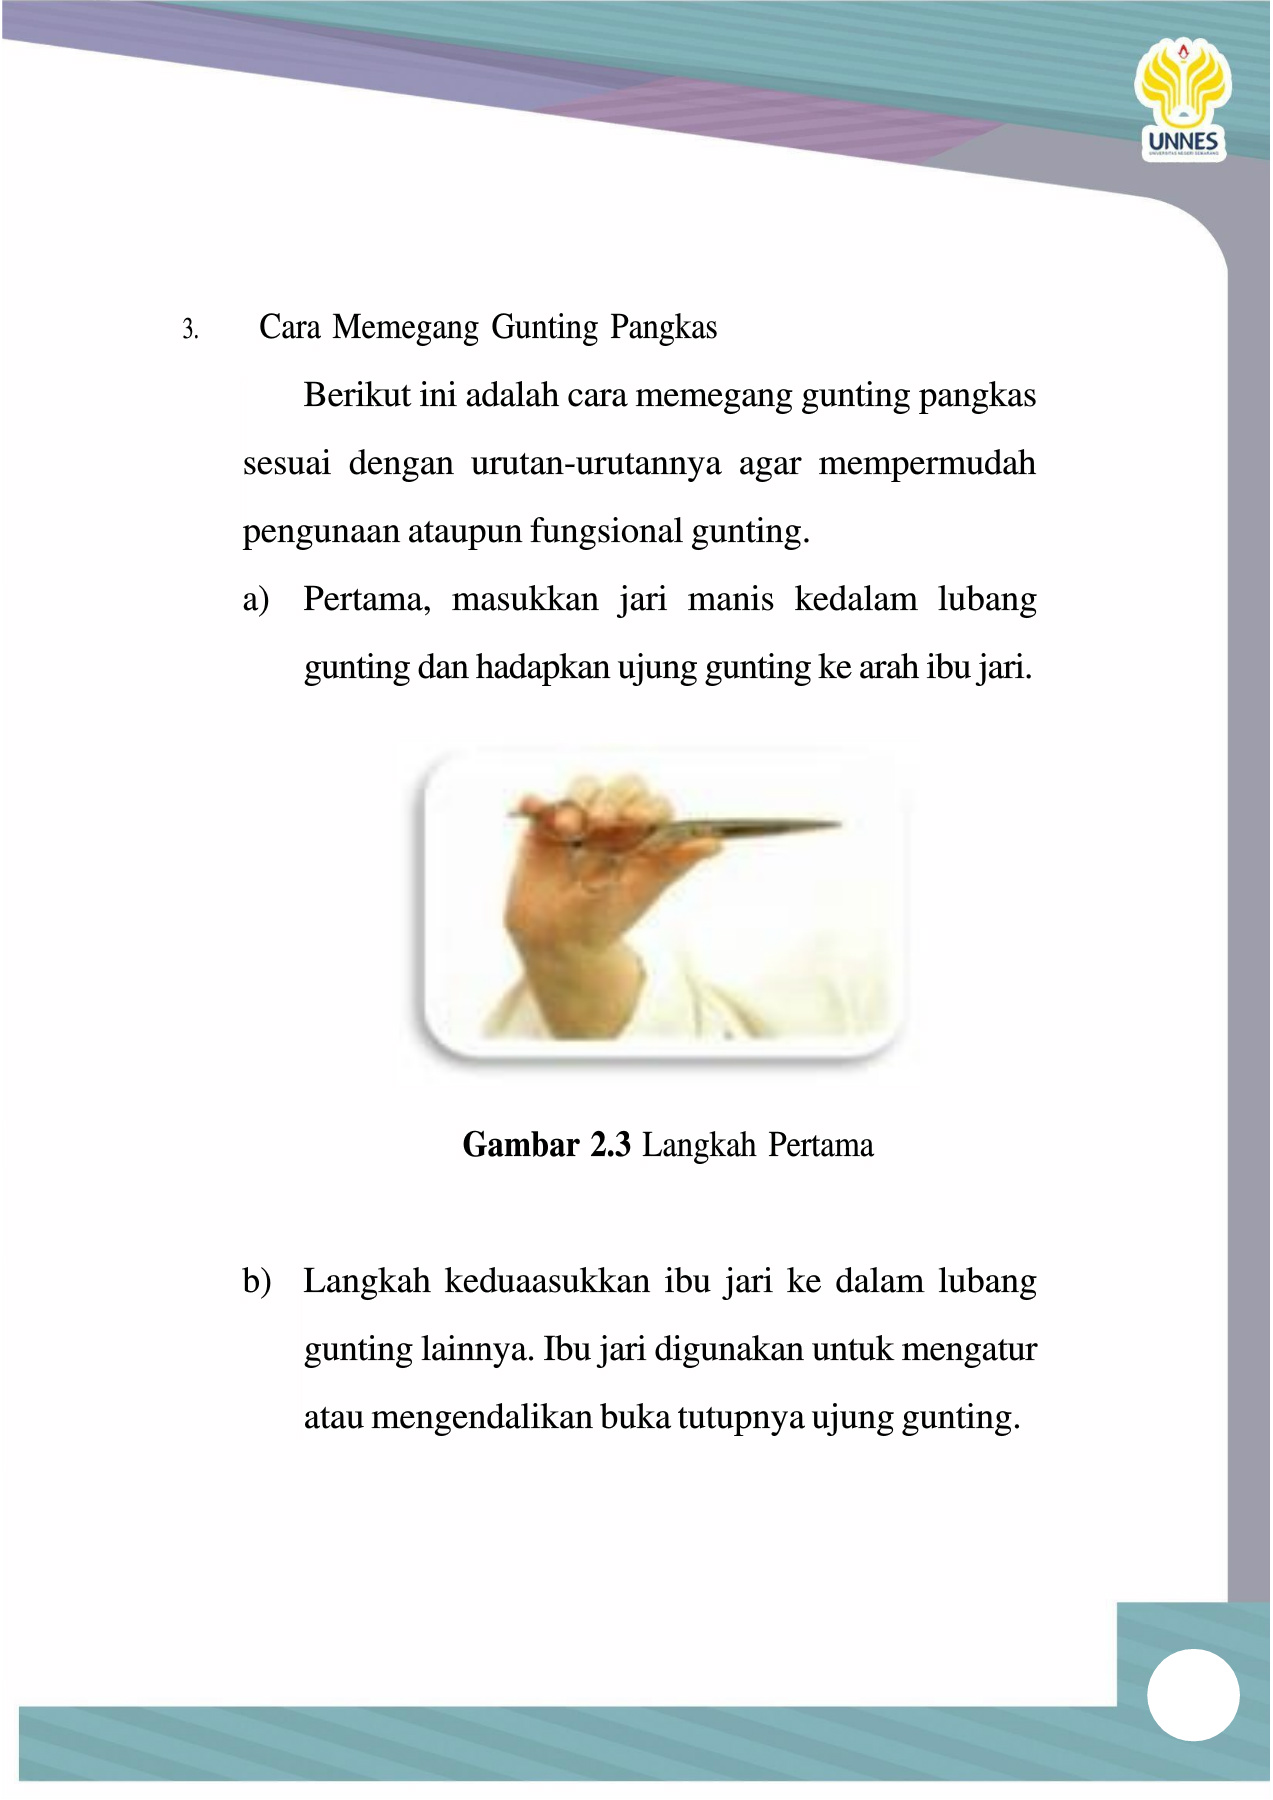 UNNES
UNIVERSITAS NEGERI SEMARANG
3. Cara Memegang Gunting Pangkas
Berikut ini adalah cara memegang gunting pangkas
sesuai dengan urutan-urutannya agar mempermudah
pengunaan ataupun fungsional gunting.
a) Pertama, masukkan jari manis kedalam lubang
gunting dan hadapkan ujung gunting ke arah ibu jari.
Gambar 2.3 Langkah Pertama
b) Langkah keduaasukkan ibu jari ke dalam lubang
gunting lainnya. Ibu jari digunakan untuk mengatur
atau mengendalikan buka tutupnya ujung gunting.